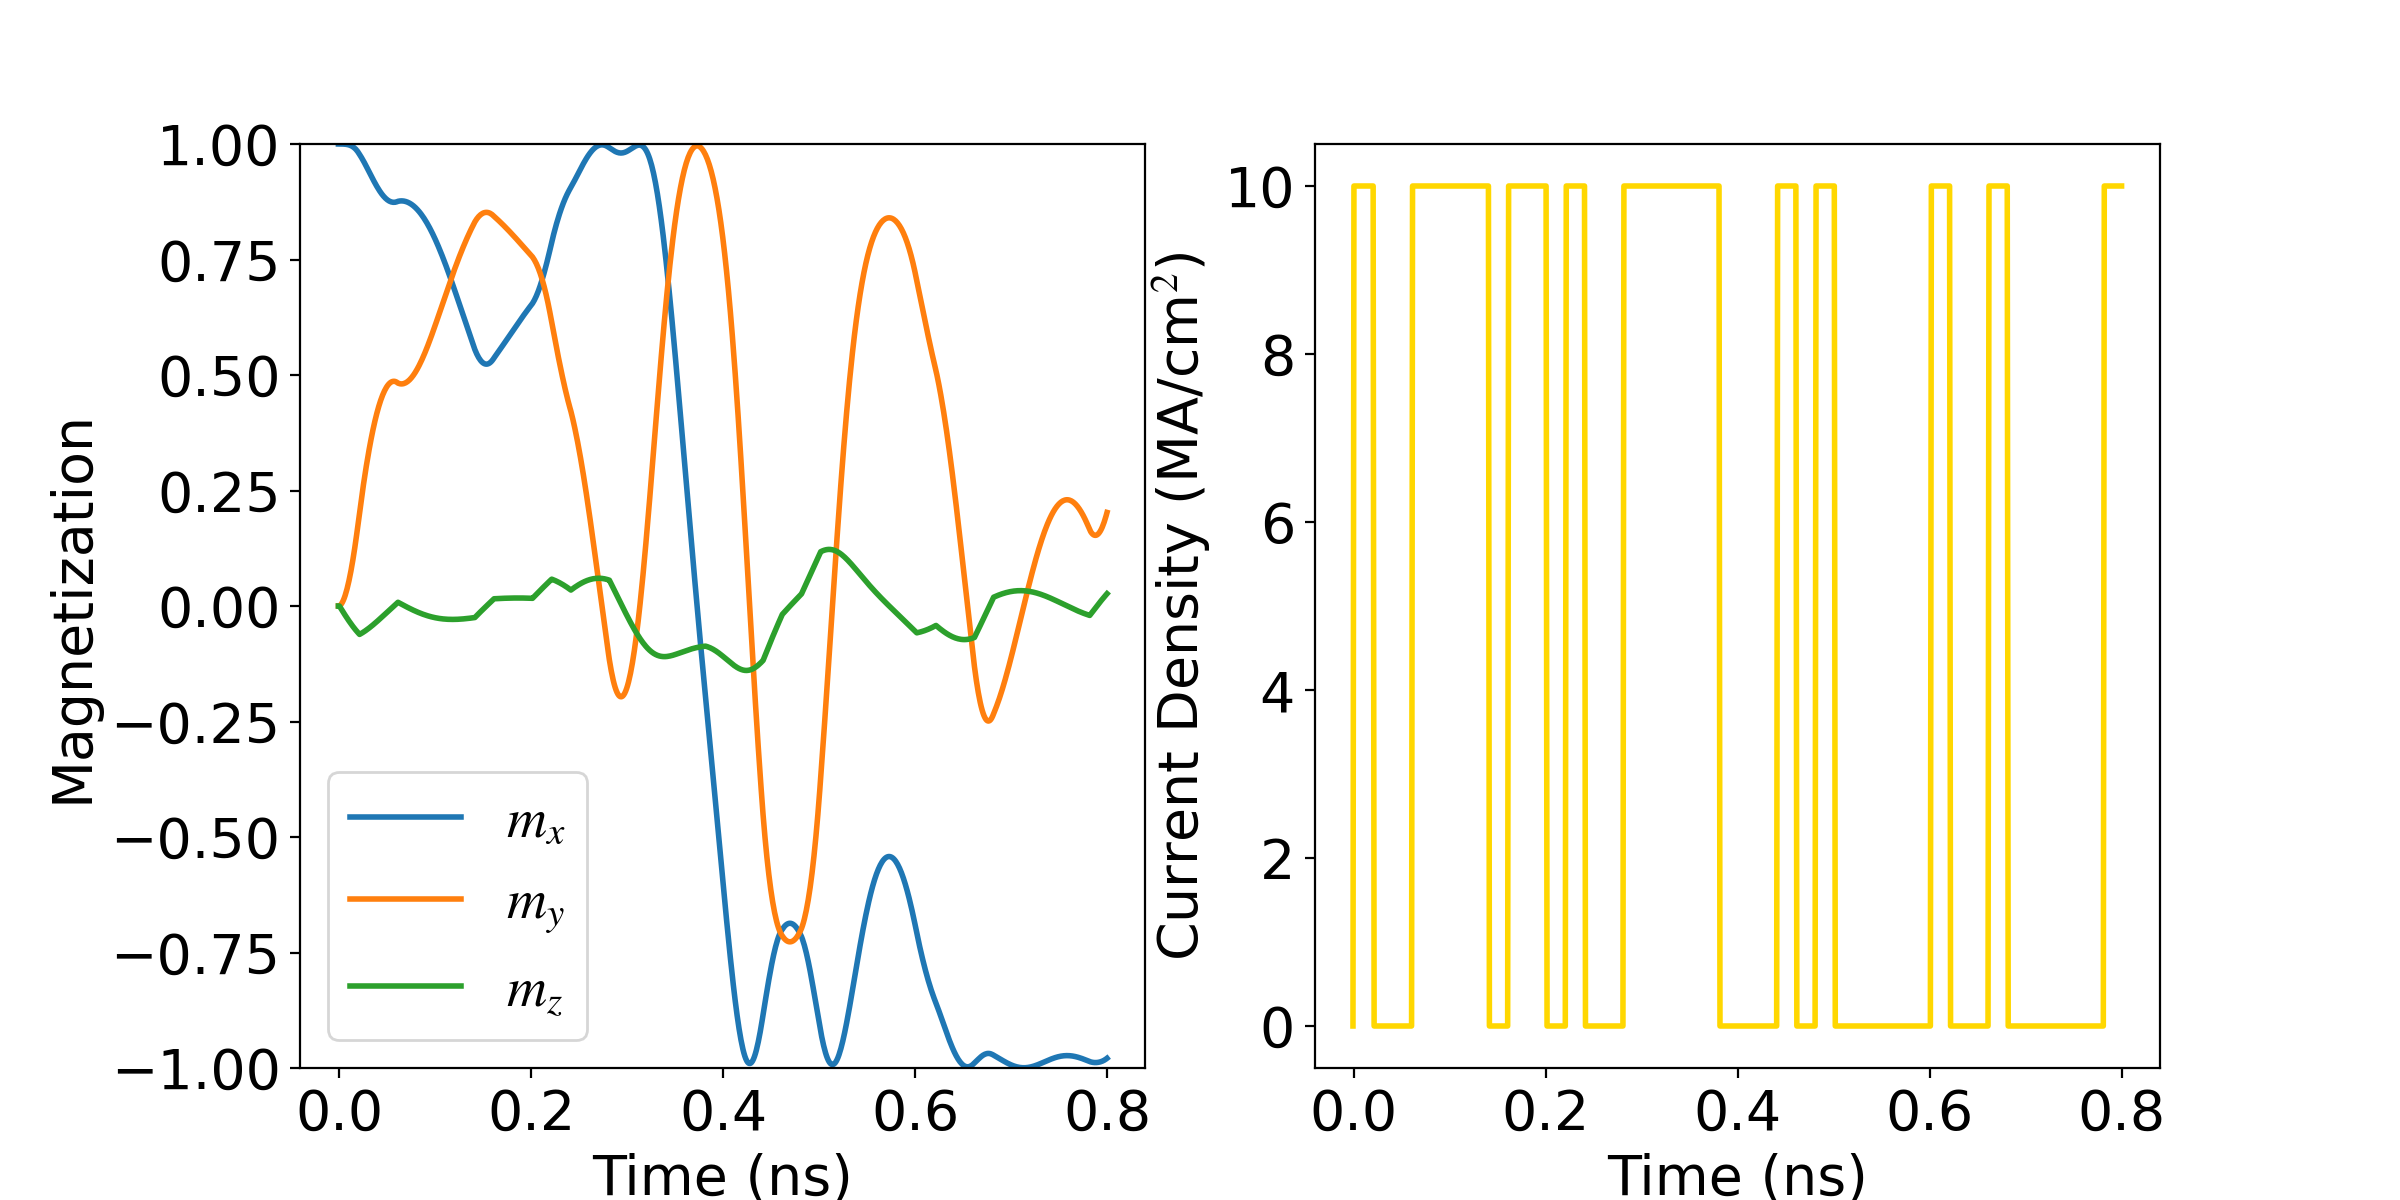 1.00
0.75
0.50
0.25
0.00
−0.25
−0.50
−0.75
−1.00
Magnetization
0.0 0.2 0.4 0.6 0.8
Time (ns)
m_x
m_y
m_z
10
8
6
4
2
0
Current Density (MA/cm²)
0.0 0.2 0.4 0.6 0.8
Time (ns)